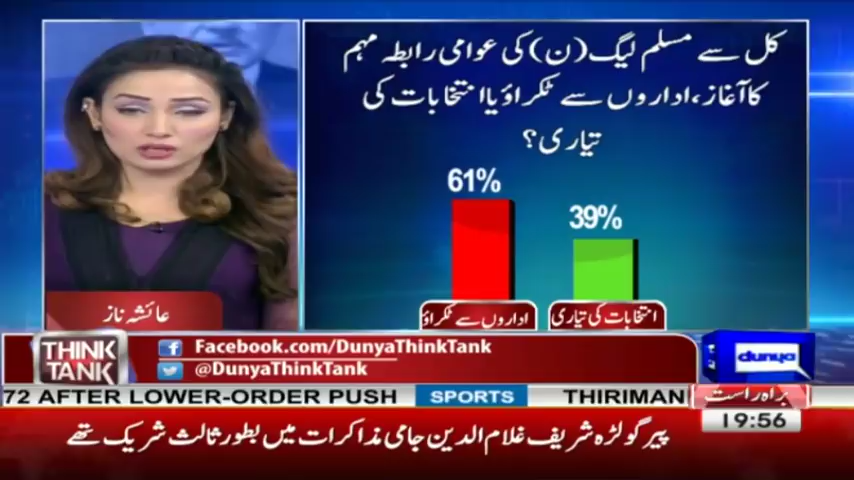 کل سے مسلم لیگ (ن) کی عوامی رابطہ مہم
کا آغاز، اداروں سے ٹکراؤ یا انتخابات کی
تیاری؟
61%
39%
اداروں سے ٹکراؤ
انتخابات کی تیاری
عائشہ ناز
THINK
TANK
Facebook.com/DunyaThinkTank
@DunyaThinkTank
dunya
72 AFTER LOWER-ORDER PUSH SPORTS THIRIMAN
براہ راست
19:56
پیر گولڑہ شریف غلام الدین جامی مذاکرات میں بطور ثالث شریک تھے